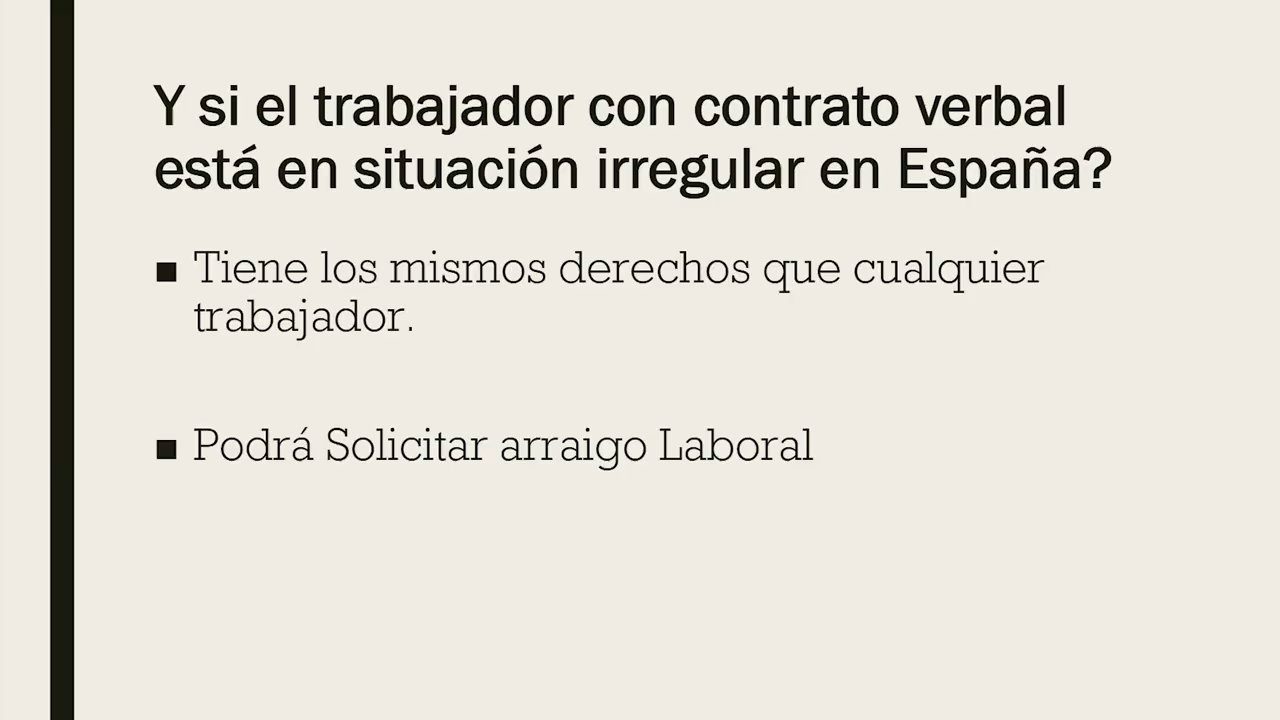 Y si el trabajador con contrato verbal
está en situación irregular en España?
■ Tiene los mismos derechos que cualquier
trabajador.
■ Podrá Solicitar arraigo Laboral